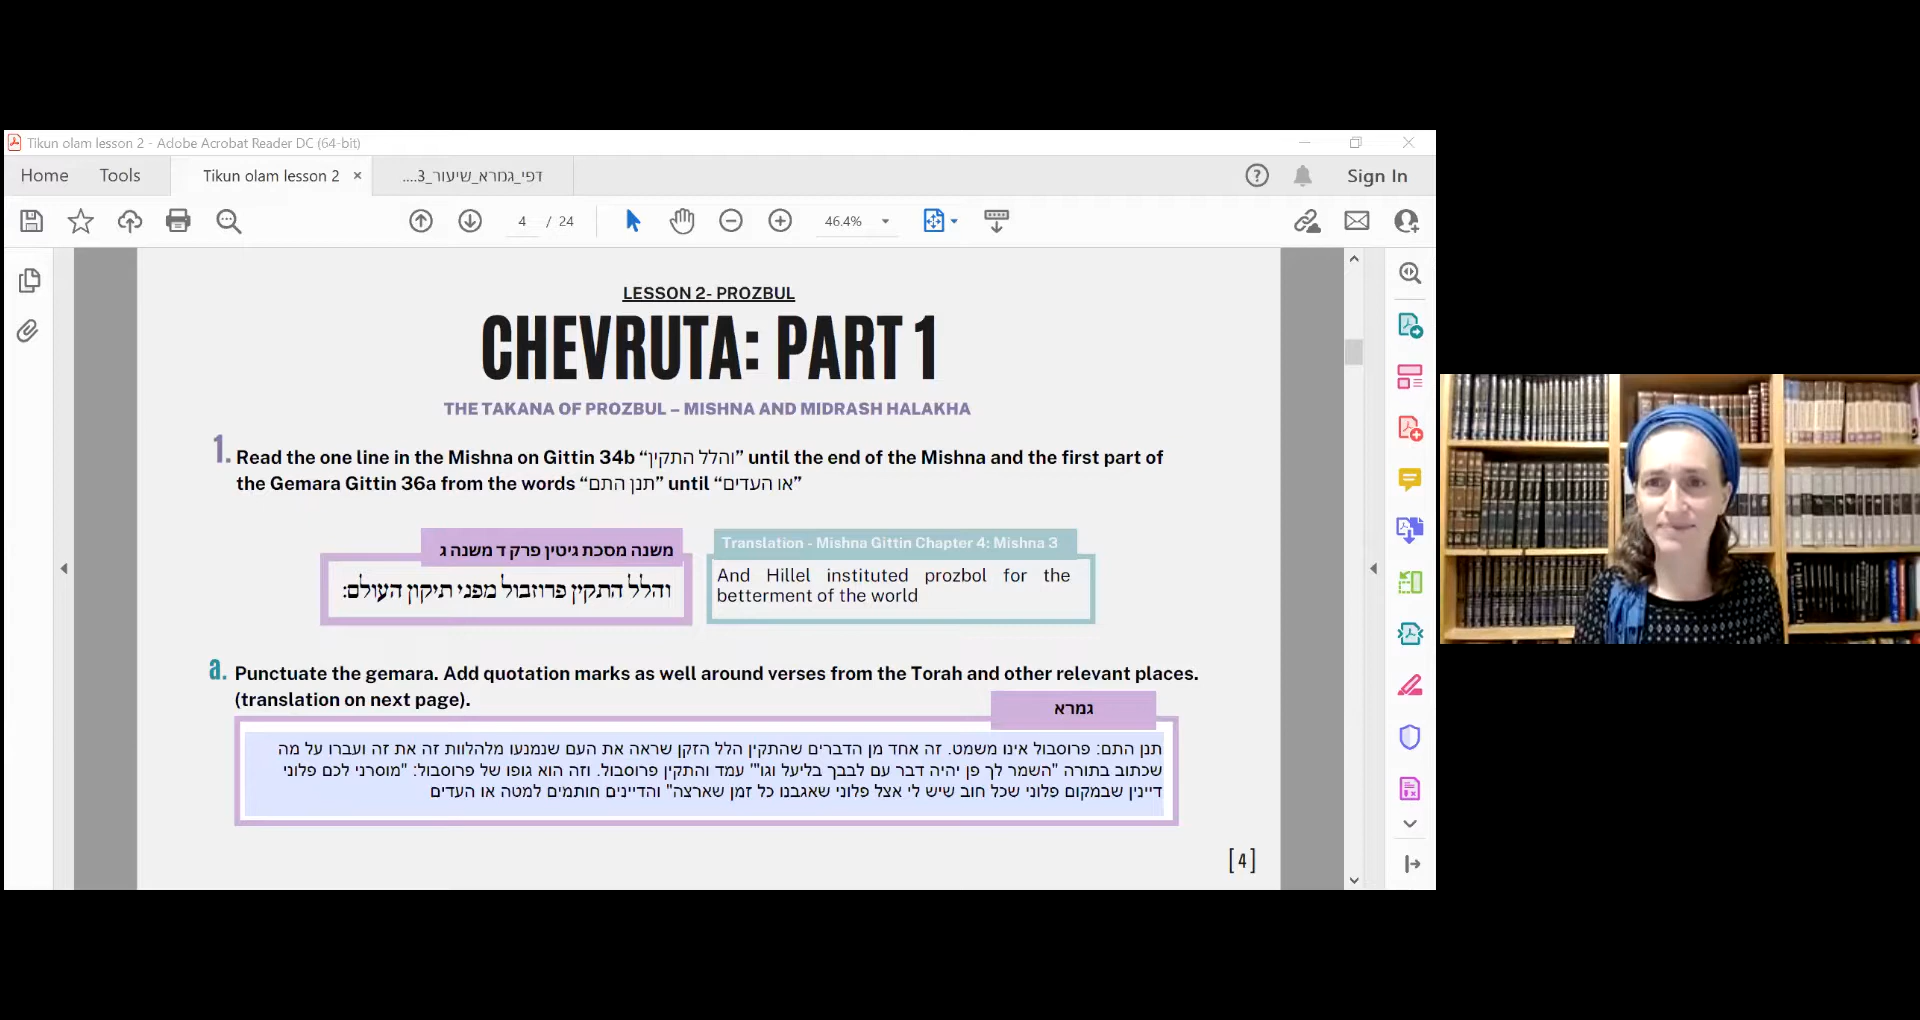 Tikun olam lesson 2 - Adobe Acrobat Reader DC (64-bit)
Home Tools Tikun olam lesson 2 × דפי_גמרא_שיעור_3.... Sign In
4 / 24 46.4%
LESSON 2- PROZBUL
CHEVRUTA: PART 1
THE TAKANA OF PROZBUL – MISHNA AND MIDRASH HALAKHA
1. Read the one line in the Mishna on Gittin 34b “והלל התקין” until the end of the Mishna and the first part of
the Gemara Gittin 36a from the words “תנן התם” until “או העדים”
משנה מסכת גיטין פרק ד משנה ג
והלל התקין פרוזבול מפני תיקון העולם:
Translation - Mishna Gittin Chapter 4: Mishna 3
And Hillel instituted prozbol for the
betterment of the world
a. Punctuate the gemara. Add quotation marks as well around verses from the Torah and other relevant places.
(translation on next page).
גמרא
תנן התם: פרוסבול אינו משמט. זה אחד מן הדברים שהתקין הלל הזקן שראה את העם שנמנעו מלהלוות זה את זה ועברו על מה
שכתוב בתורה "השמר לך פן יהיה דבר עם לבבך בליעל וגו'" עמד והתקין פרוסבול. וזה הוא גופו של פרוסבול: "מוסרני לכם פלוני
דיינין שבמקום פלוני שכל חוב שיש לי אצל פלוני שאגבנו כל זמן שארצה" והדיינים חותמים למטה או העדים
[4]